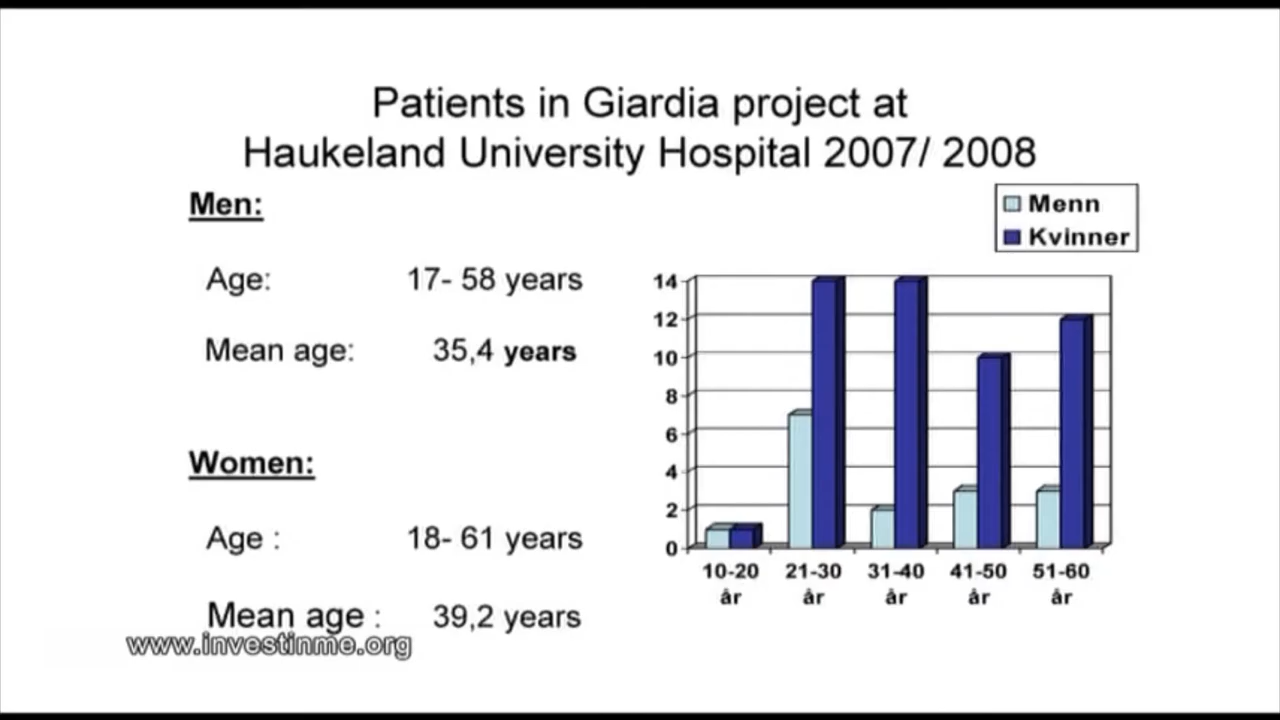 Patients in Giardia project at
Haukeland University Hospital 2007/ 2008
Men:
Age: 17- 58 years
Mean age: 35,4 years
Women:
Age : 18- 61 years
Mean age : 39,2 years
www.investinme.org
Menn
Kvinner
14
12
10
8
6
4
2
0
10-20 21-30 31-40 41-50 51-60
år år år år år